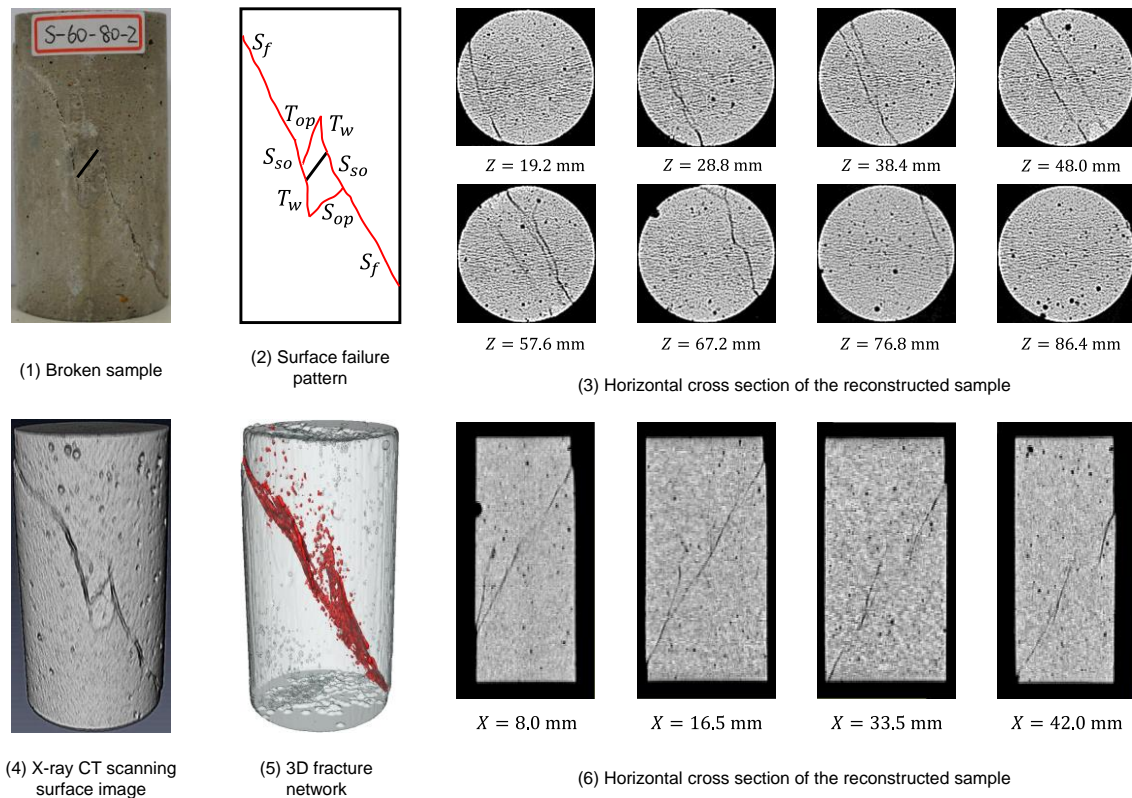 S-60-80-2
(1) Broken sample
S_f
T_op
T_w
S_so
S_so
T_w
S_op
S_f
(2) Surface failure
pattern
Z = 19.2 mm
Z = 28.8 mm
Z = 38.4 mm
Z = 48.0 mm
Z = 57.6 mm
Z = 67.2 mm
Z = 76.8 mm
Z = 86.4 mm
(3) Horizontal cross section of the reconstructed sample
(4) X-ray CT scanning
surface image
(5) 3D fracture
network
X = 8.0 mm
X = 16.5 mm
X = 33.5 mm
X = 42.0 mm
(6) Horizontal cross section of the reconstructed sample